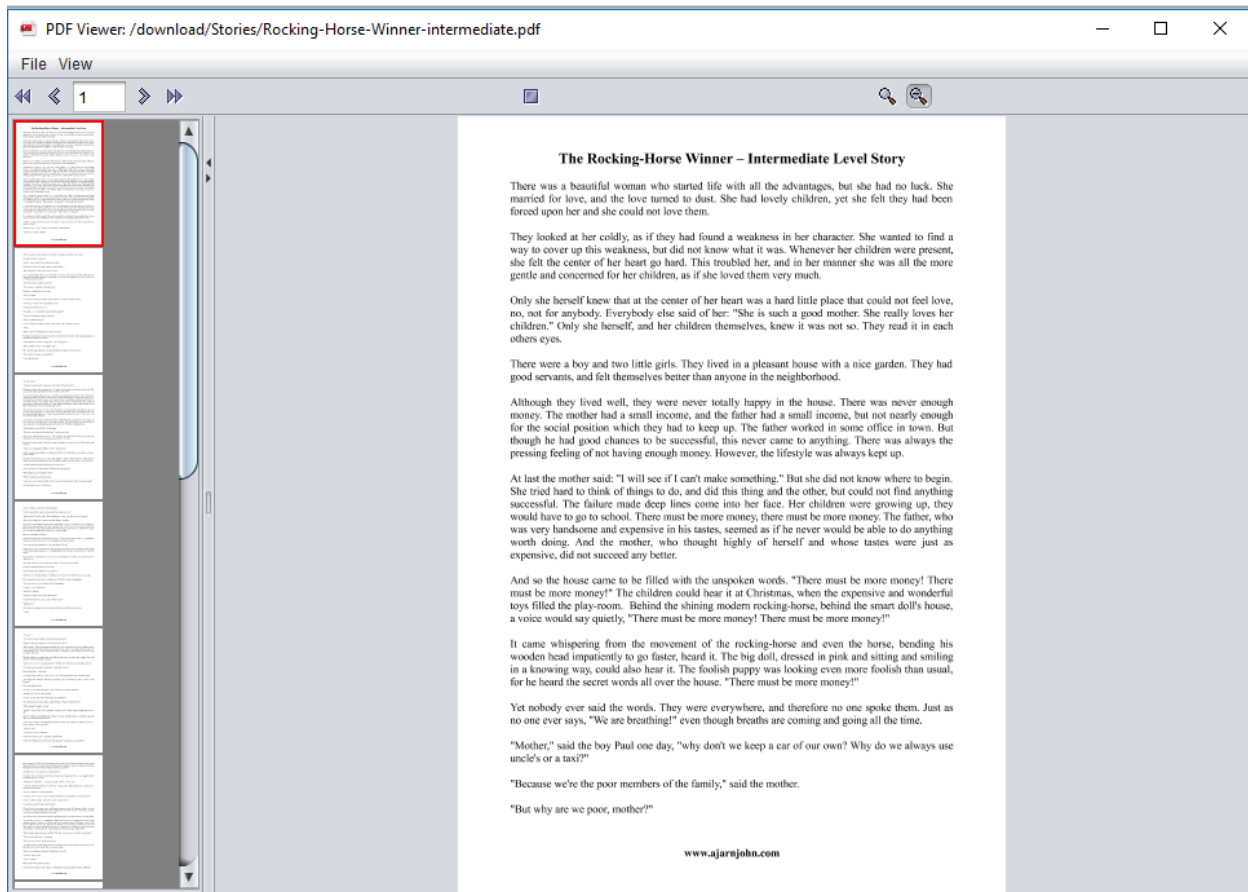 PDF Viewer: /download/Stories/Rocking-Horse-Winner-intermediate.pdf
File View
1
The Rocking-Horse Winner – Intermediate Level Story
There was a beautiful woman who started life with all the advantages, but she had no luck. She
married for love, and the love turned to dust. She had lovely children, yet she felt they had been
forced upon her and she could not love them.
They looked at her coldly, as if they had found a weakness in her character. She wanted to find a
way to cover up this weakness, but did not know what it was. Whenever her children were present,
she felt the center of her heart go hard. This troubled her, and in her manner she was all the more
gentle and concerned for her children, as if she loved them very much.
Only she herself knew that at the center of her heart was a hard little place that could not feel love,
no, not for anybody. Everybody else said of her: "She is such a good mother. She really loves her
children." Only she herself, and her children themselves, knew it was not so. They read it in each
others eyes.
There were a boy and two little girls. They lived in a pleasant house with a nice garden. They had
good servants, and felt themselves better than anyone in the neighborhood.
Although they lived well, they were never totally happy in the house. There was never enough
money. The mother had a small income, and the father had a small income, but not nearly enough
for the social position which they had to keep up. The father worked in some office in town. But
though he had good chances to be successful, this never came to anything. There was always the
pressing feeling of not having enough money. However, the lifestyle was always kept up.
At last the mother said: "I will see if I can't make something." But she did not know where to begin.
She tried hard to think of things to do, and did this thing and the other, but could not find anything
successful. The failure made deep lines come into her face. Her children were growing up, they
would have to go to school. There must be more money, there must be more money. The father, who
was very handsome and expensive in his tastes, seemed as if he never would be able to do anything
worth doing. And the mother, who thought highly of herself and whose tastes were just as
expensive, did not succeed any better.
And so the house came to be filled with the unspoken words. "There must be more money! There
must be more money!" The children could hear it at Christmas, when the expensive and wonderful
toys filled the play-room. Behind the shining modern rocking-horse, behind the smart doll's house,
a voice would say quietly, "There must be more money! There must be more money!"
It came whispering from the movement of the rocking-horse and even the horse, bending his
wooden head impatiently to go faster, heard it. The big doll, dressed in pink and sitting and smiling
in a knowing way, could also hear it. The foolish puppy was looking even more foolish than usual,
for he heard the secret words all over the house. "There must be more money!"
Yet nobody ever said the words. They were everywhere, and therefore no one spoke them. Just as
no one ever says, "We are breathing!" even though breaths are coming and going all the time.
"Mother," said the boy Paul one day, "why don't we keep a car of our own? Why do we always use
uncle's or a taxi?"
"Because we're the poor members of the family," said the mother.
"But why are we poor, mother?"
www.ajarnjohn.com